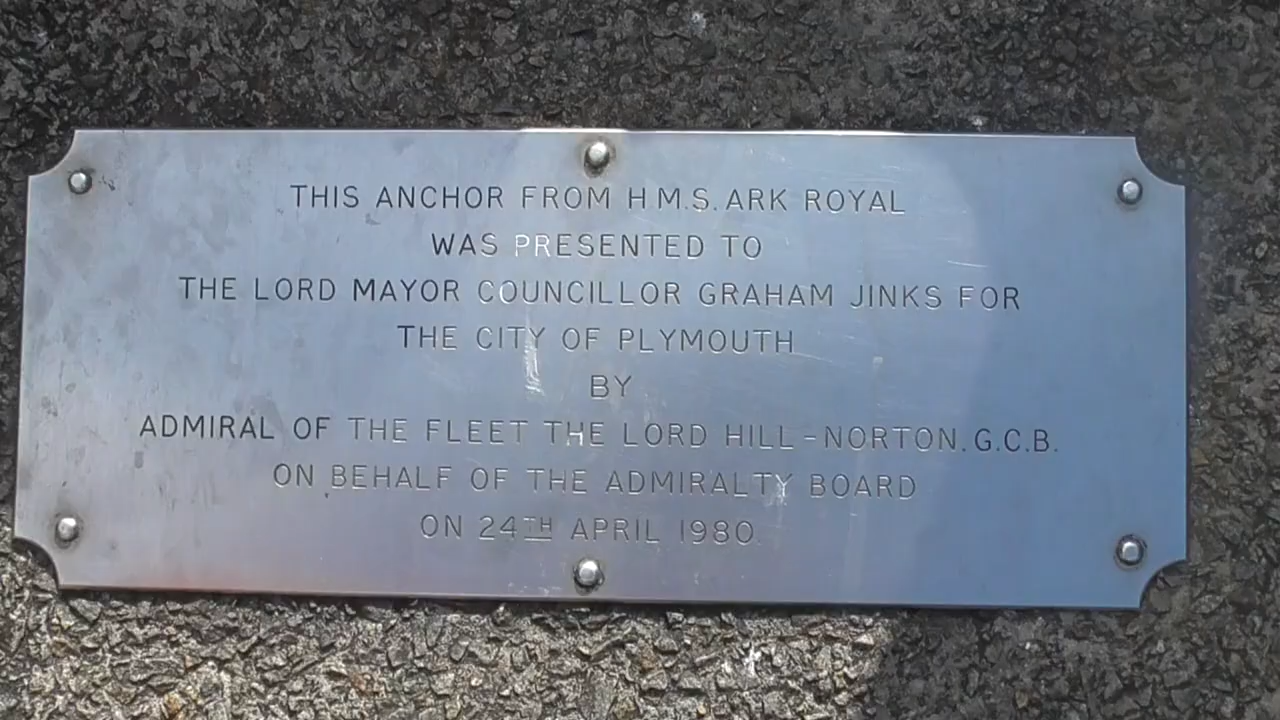 THIS ANCHOR FROM H.M.S. ARK ROYAL
WAS PRESENTED TO
THE LORD MAYOR COUNCILLOR GRAHAM JINKS FOR
THE CITY OF PLYMOUTH
BY
ADMIRAL OF THE FLEET THE LORD HILL-NORTON. G.C.B.
ON BEHALF OF THE ADMIRALTY BOARD
ON 24TH APRIL 1980.